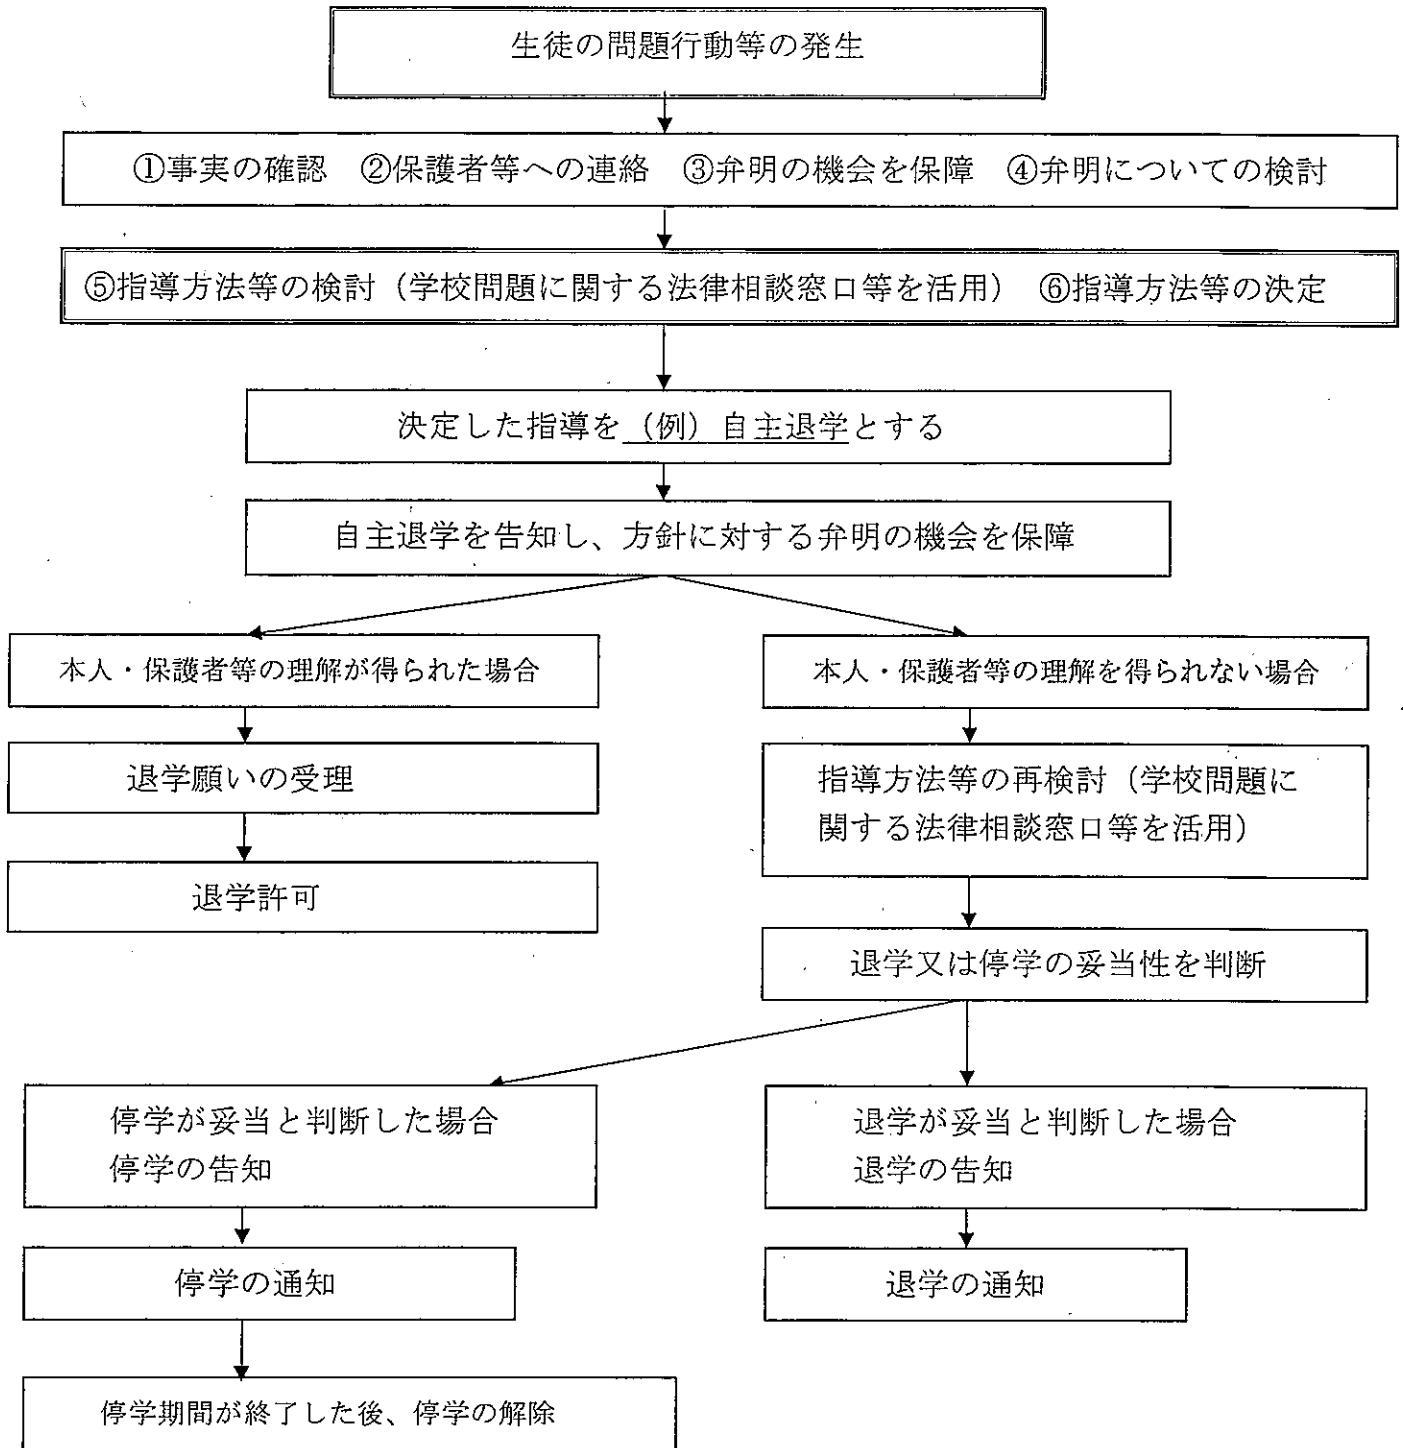 生徒の問題行動等の発生
①事実の確認　②保護者等への連絡　③弁明の機会を保障　④弁明についての検討
⑤指導方法等の検討（学校問題に関する法律相談窓口等を活用）　⑥指導方法等の決定
決定した指導を（例）自主退学とする
自主退学を告知し、方針に対する弁明の機会を保障
本人・保護者等の理解が得られた場合
退学願いの受理
退学許可
本人・保護者等の理解を得られない場合
指導方法等の再検討（学校問題に
関する法律相談窓口等を活用）
退学又は停学の妥当性を判断
停学が妥当と判断した場合
停学の告知
停学の通知
停学期間が終了した後、停学の解除
退学が妥当と判断した場合
退学の告知
退学の通知